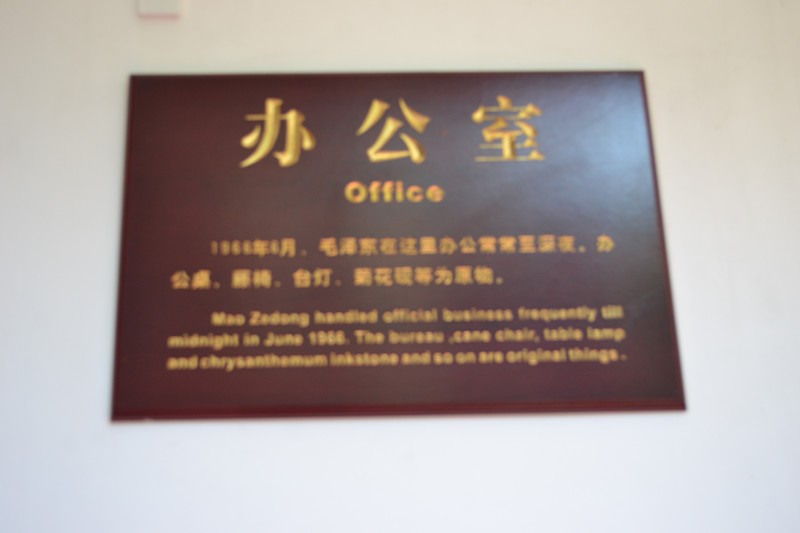 办公室
Office
1966年6月，毛泽东在这里办公常常至深夜。办
公桌、藤椅、台灯、菊花砚等为原物。
Mao Zedong handled official business frequently till
midnight in June 1966. The bureau ,cane chair, table lamp
and chrysanthemum inkstone and so on are original things .